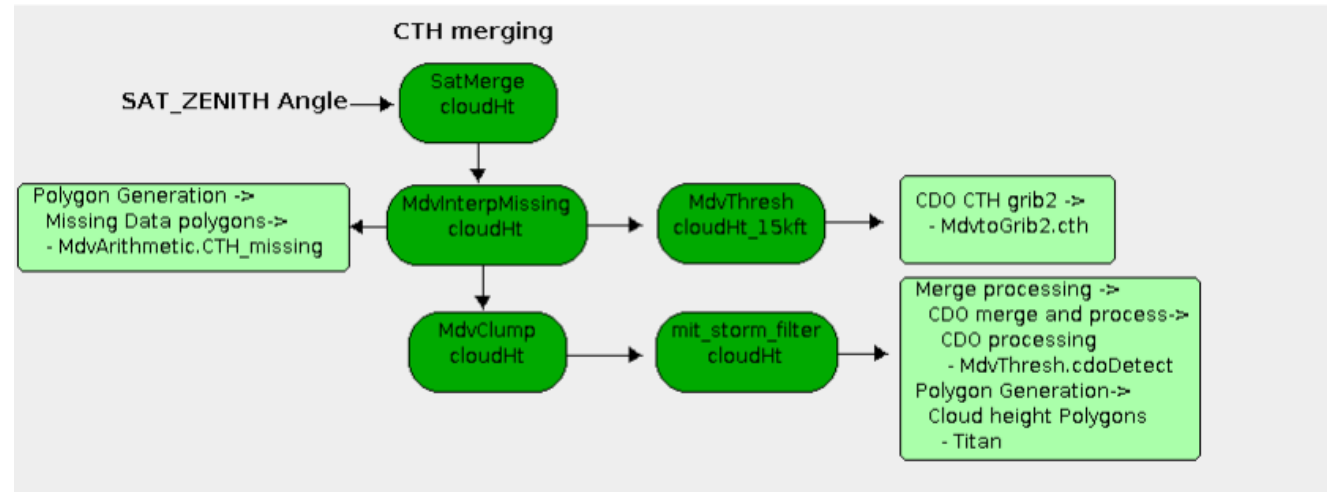 CTH merging
SatMerge
cloudHt
SAT_ZENITH Angle
Polygon Generation ->
Missing Data polygons->
- MdvArithmetic.CTH_missing
MdvInterpMissing
cloudHt
MdvThresh
cloudHt_15kft
CDO CTH grib2 ->
- MdvtoGrib2.cth
MdvClump
cloudHt
mit_storm_filter
cloudHt
Merge processing ->
CDO merge and process->
CDO processing
- MdvThresh.cdoDetect
Polygon Generation->
Cloud height Polygons
- Titan